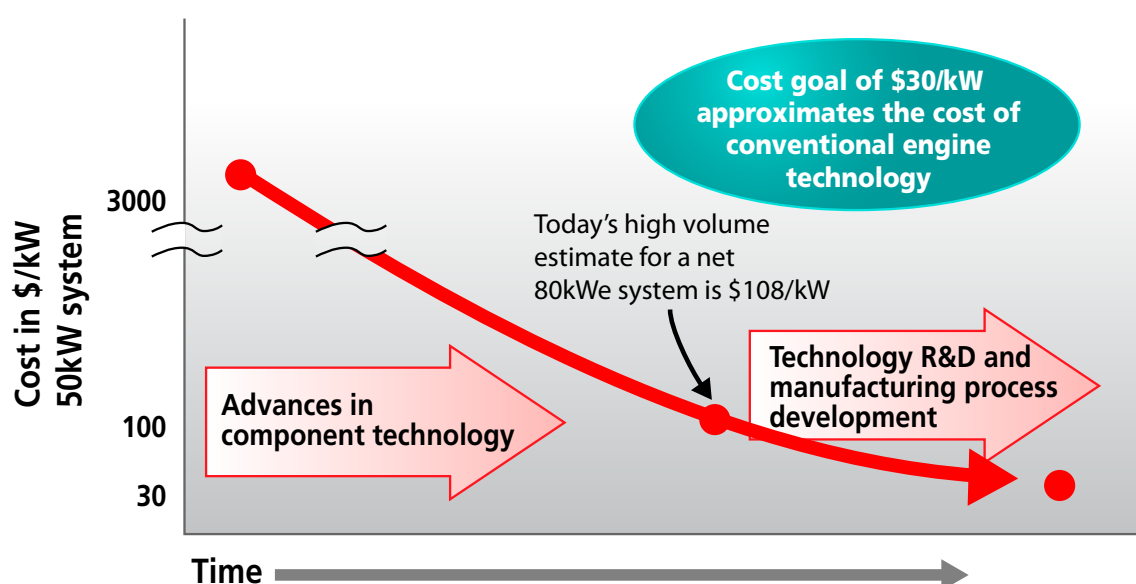 Cost goal of $30/kW
approximates the cost of
conventional engine
technology
3000
Cost in $/kW
50kW system
Today's high volume
estimate for a net
80kWe system is $108/kW
Technology R&D and
manufacturing process
development
Advances in
component technology
100
30
Time